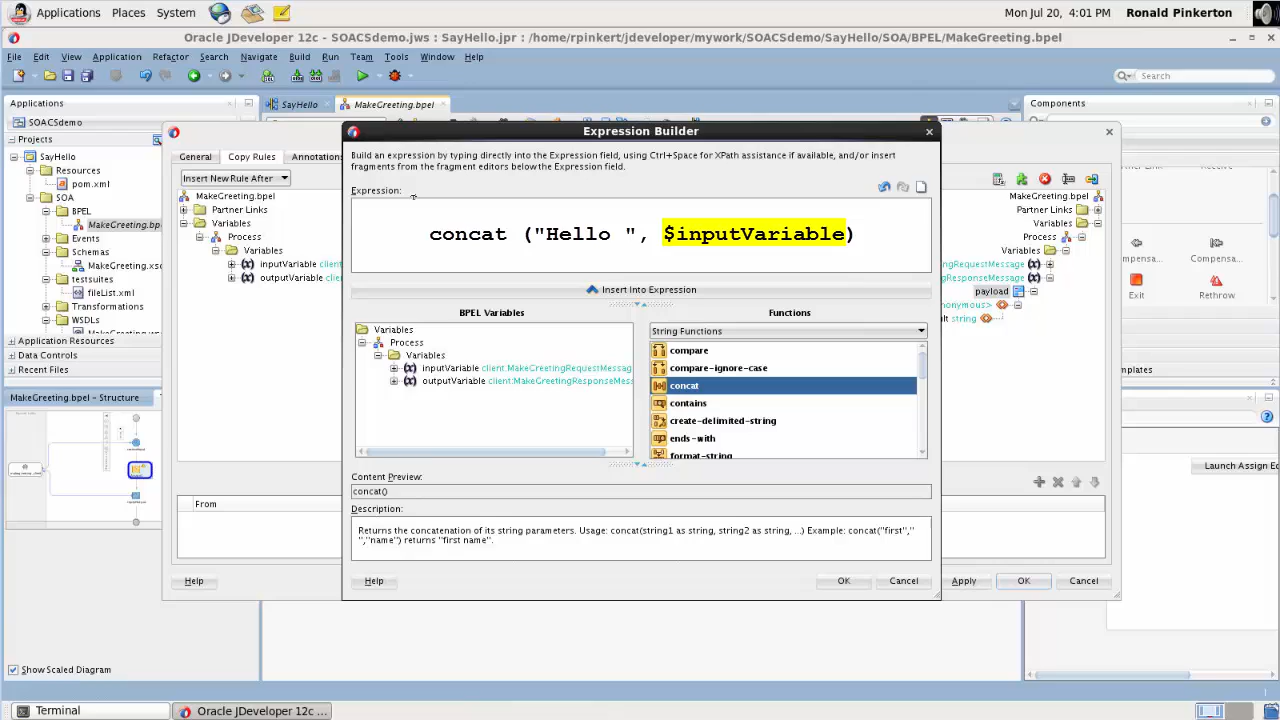 Applications Places System Mon Jul 20, 4:01 PM Ronald Pinkerton
Oracle JDeveloper 12c - SOACSdemo.jws : SayHello.jpr : /home/rpinkert/jdeveloper/mywork/SOACSdemo/SayHello/SOA/BPEL/MakeGreeting.bpel
File Edit View Application Refactor Search Navigate Build Run Team Tools Window Help
Search
Applications
SayHello
MakeGreeting.bpel
Components
SOACSdemo
Projects
SayHello
Resources
pom.xml
SOA
BPEL
MakeGreeting.bpel
Events
Schemas
MakeGreeting.xsd
testsuites
fileList.xml
Transformations
WSDLs
Application Resources
Data Controls
Recent Files
MakeGreeting.bpel - Structure
Show Scaled Diagram
General Copy Rules Annotations
Insert New Rule After
MakeGreeting.bpel
Partner Links
Variables
Process
Variables
inputVariable
outputVariable
From
Help
Expression Builder
Build an expression by typing directly into the Expression field, using Ctrl+Space for XPath assistance if available, and/or insert
fragments from the fragment editors below the Expression field.
Expression:
concat ("Hello ", $inputVariable)
Insert Into Expression
BPEL Variables
Variables
Process
Variables
inputVariable client:MakeGreetingRequestMessag
outputVariable client:MakeGreetingResponseMess
Functions
String Functions
compare
compare-ignore-case
concat
contains
create-delimited-string
ends-with
format-string
Content Preview:
concat()
Description:
Returns the concatenation of its string parameters. Usage: concat(string1 as string, string2 as string, ...) Example: concat("first","
","name") returns "first name".
Help OK Cancel
MakeGreeting.bpel
Partner Links
Variables
Process
Variables
ngRequestMessage
ngResponseMessage
payload
string
Apply OK Cancel
Compensa...
Exit Rethrow
Launch Assign Ed
Terminal
Oracle JDeveloper 12c ...